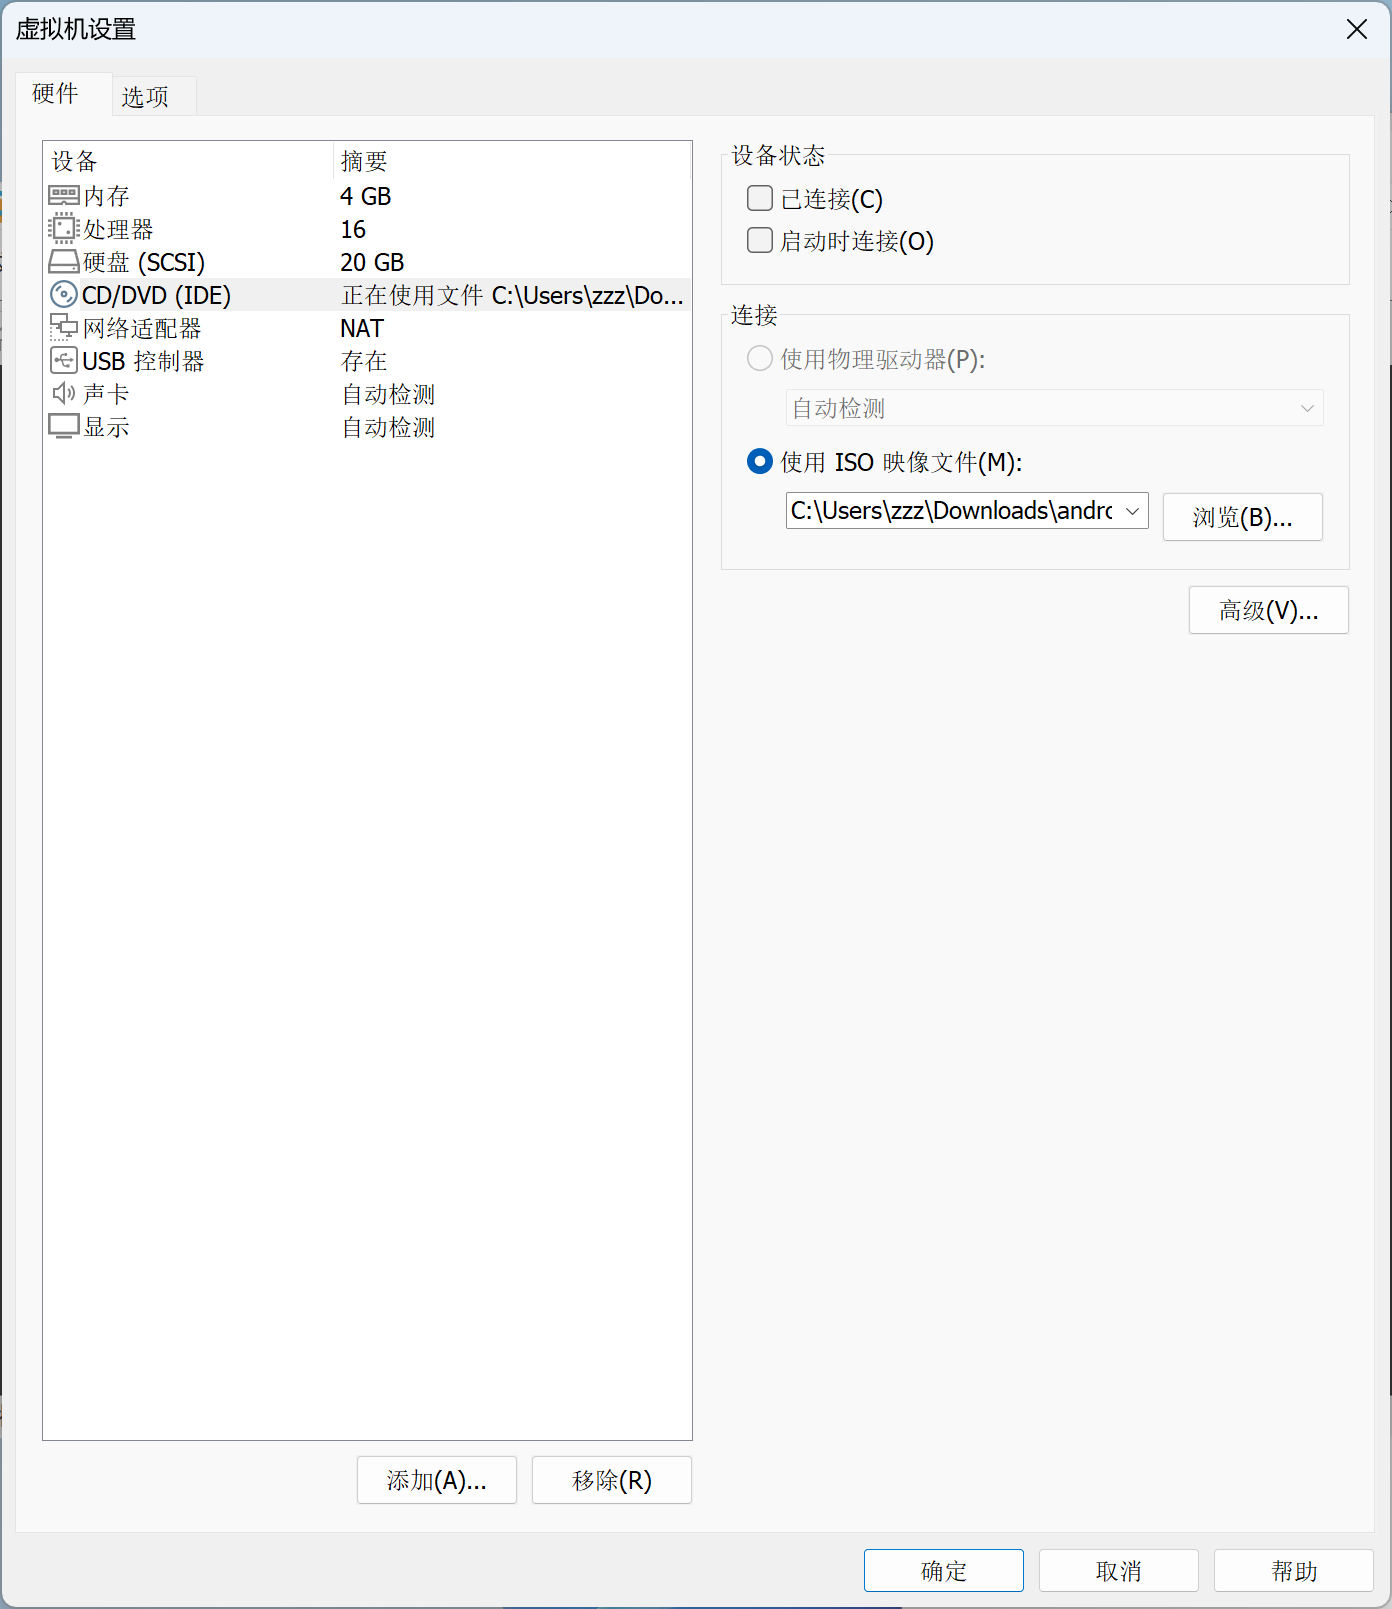 虚拟机设置
硬件
选项
设备 摘要
内存 4 GB
处理器 16
硬盘 (SCSI) 20 GB
CD/DVD (IDE) 正在使用文件 C:\Users\zzz\Do...
网络适配器 NAT
USB 控制器 存在
声卡 自动检测
显示 自动检测
添加(A)...
移除(R)
设备状态
已连接(C)
启动时连接(O)
连接
使用物理驱动器(P):
自动检测
使用 ISO 映像文件(M):
C:\Users\zzz\Downloads\andrc
浏览(B)...
高级(V)...
确定
取消
帮助